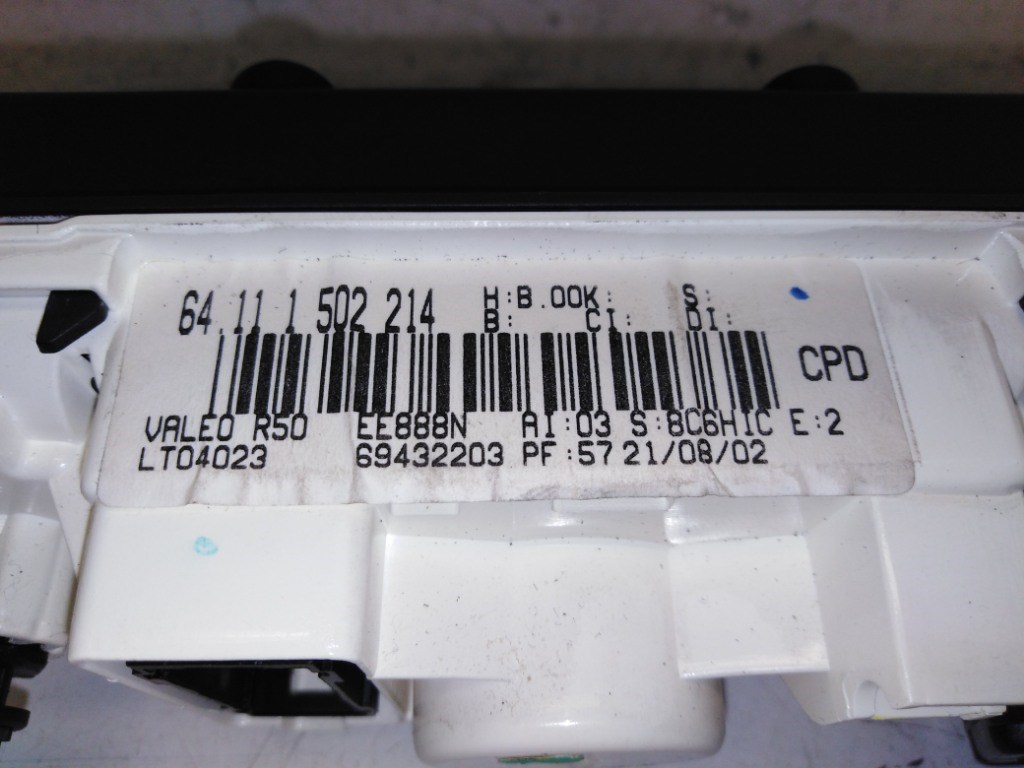 64.11 1 502 214 H:B.00K: S:
B: CI: DI:
CPD
VALEO R50 EE888N AI:03 S:8C6HIC E:2
LT04023 69432203 PF:57 21/08/02